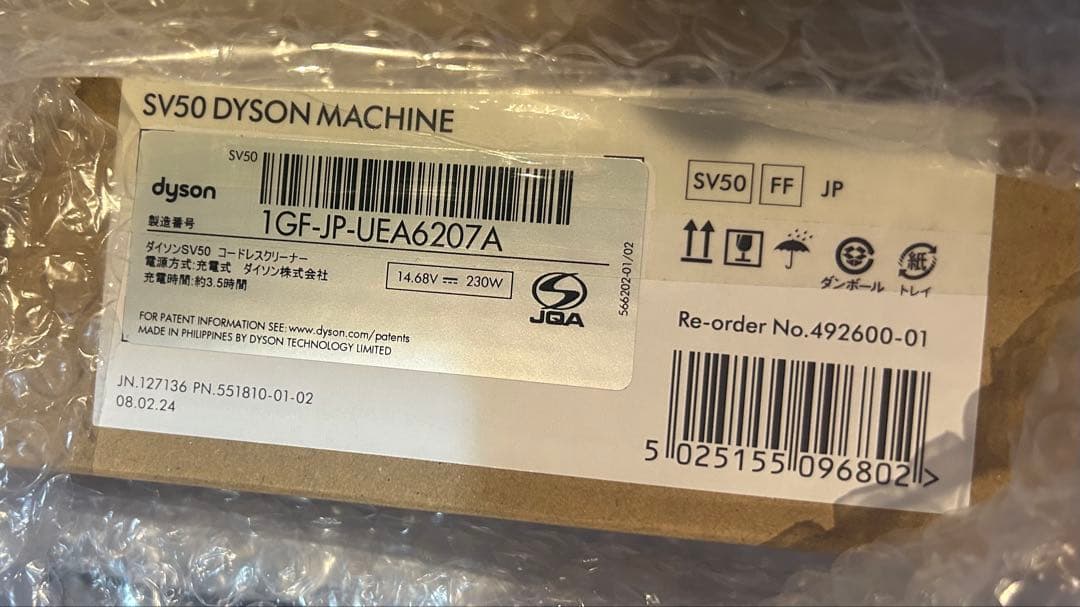 SV50 DYSON MACHINE
SV50
dyson
製造番号
1GF-JP-UEA6207A
ダイソンSV50 コードレスクリーナー
電源方式:充電式 ダイソン株式会社
充電時間:約3.5時間
14.68V ⎓ 230W
JQA
566202-01/02
FOR PATENT INFORMATION SEE: www.dyson.com/patents
MADE IN PHILIPPINES BY DYSON TECHNOLOGY LIMITED
JN.127136 PN.551810-01-02
08.02.24
SV50 FF JP
紙
ダンボール トレイ
Re-order No.492600-01
5 025155 096802 >